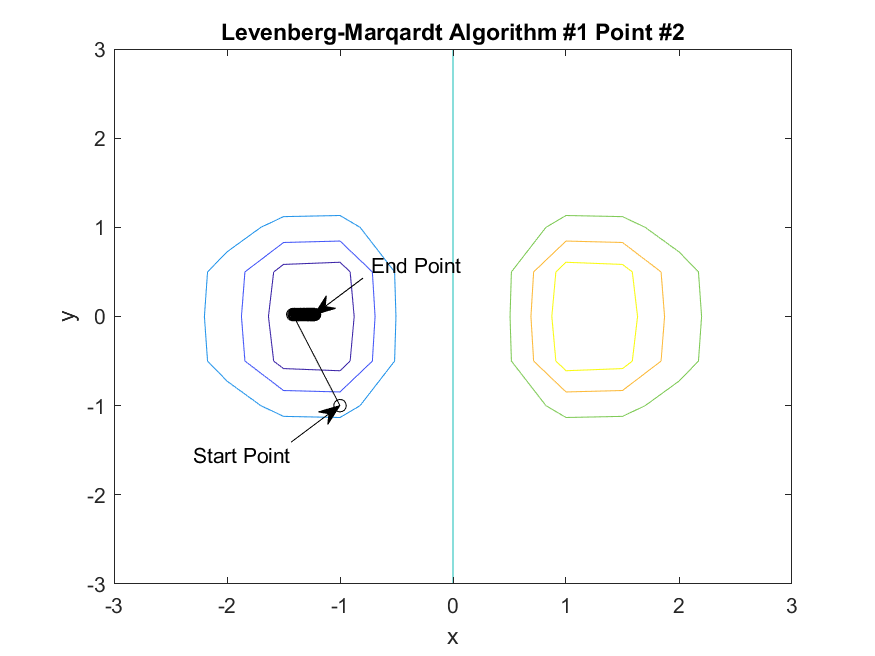 Levenberg-Marqardt Algorithm #1 Point #2
3
2
1
0
-1
-2
-3
y
End Point
Start Point
-3
-2
-1
0
1
2
3
x